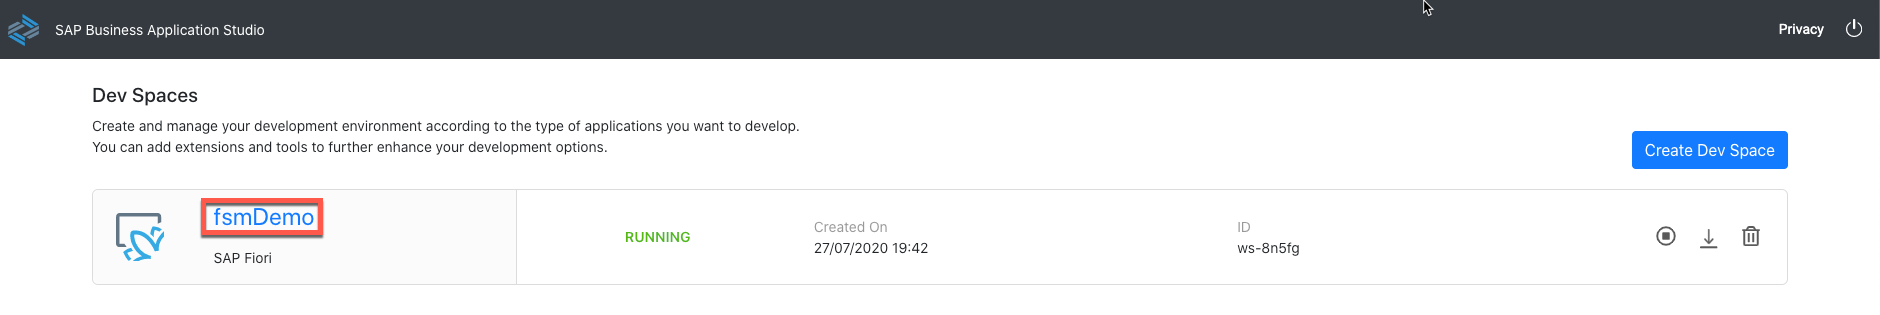 SAP Business Application Studio
Privacy
Dev Spaces
Create and manage your development environment according to the type of applications you want to develop.
You can add extensions and tools to further enhance your development options.
Create Dev Space
fsmDemo
SAP Fiori
RUNNING
Created On
27/07/2020 19:42
ID
ws-8n5fg